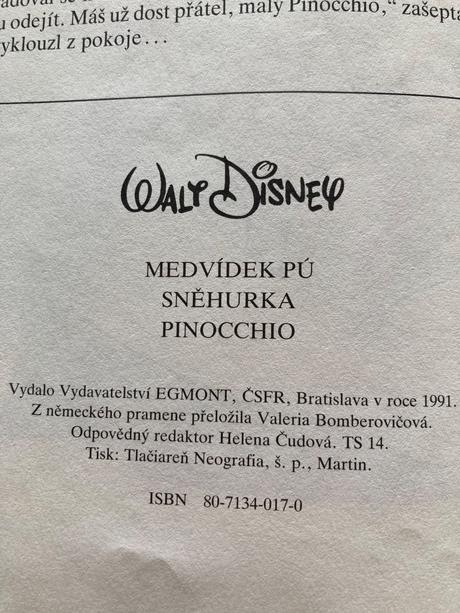 u odejít. Máš už dost přátel, malý Pinocchio,“ zašepta
yklouzl z pokoje...
WALT DISNEY
MEDVÍDEK PÚ
SNĚHURKA
PINOCCHIO
Vydalo Vydavatelství EGMONT, ČSFR, Bratislava v roce 1991.
Z německého pramene přeložila Valeria Bomberovičová.
Odpovědný redaktor Helena Čudová. TS 14.
Tisk: Tlačiareň Neografia, š. p., Martin.
ISBN 80-7134-017-0